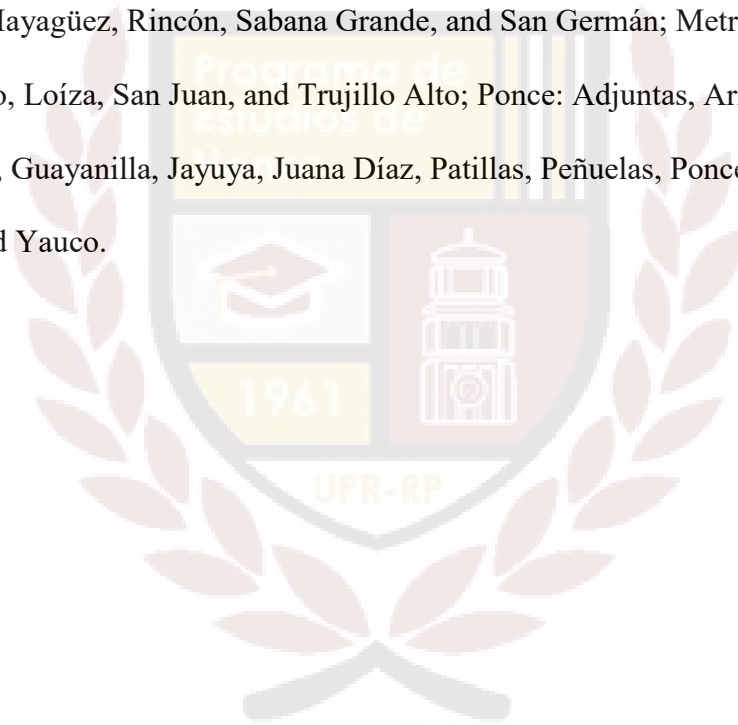 Mayagüez, Rincón, Sabana Grande, and San Germán; Metr
o, Loíza, San Juan, and Trujillo Alto; Ponce: Adjuntas,
, Guayanilla, Jayuya, Juana Díaz, Patillas, Peñuelas, Ponce
d Yauco.
Programa de
Estudios de
1961
UPR-RP